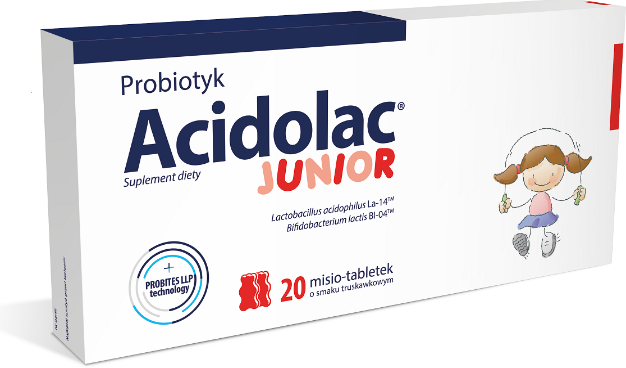 Probiotyk
Acidolac®
JUNIOR
Suplement diety
Lactobacillus acidophilus La-14™
Bifidobacterium lactis Bl-04™
+
PROBITES LLP
technology
20 misio-tabletek
o smaku truskawkowym